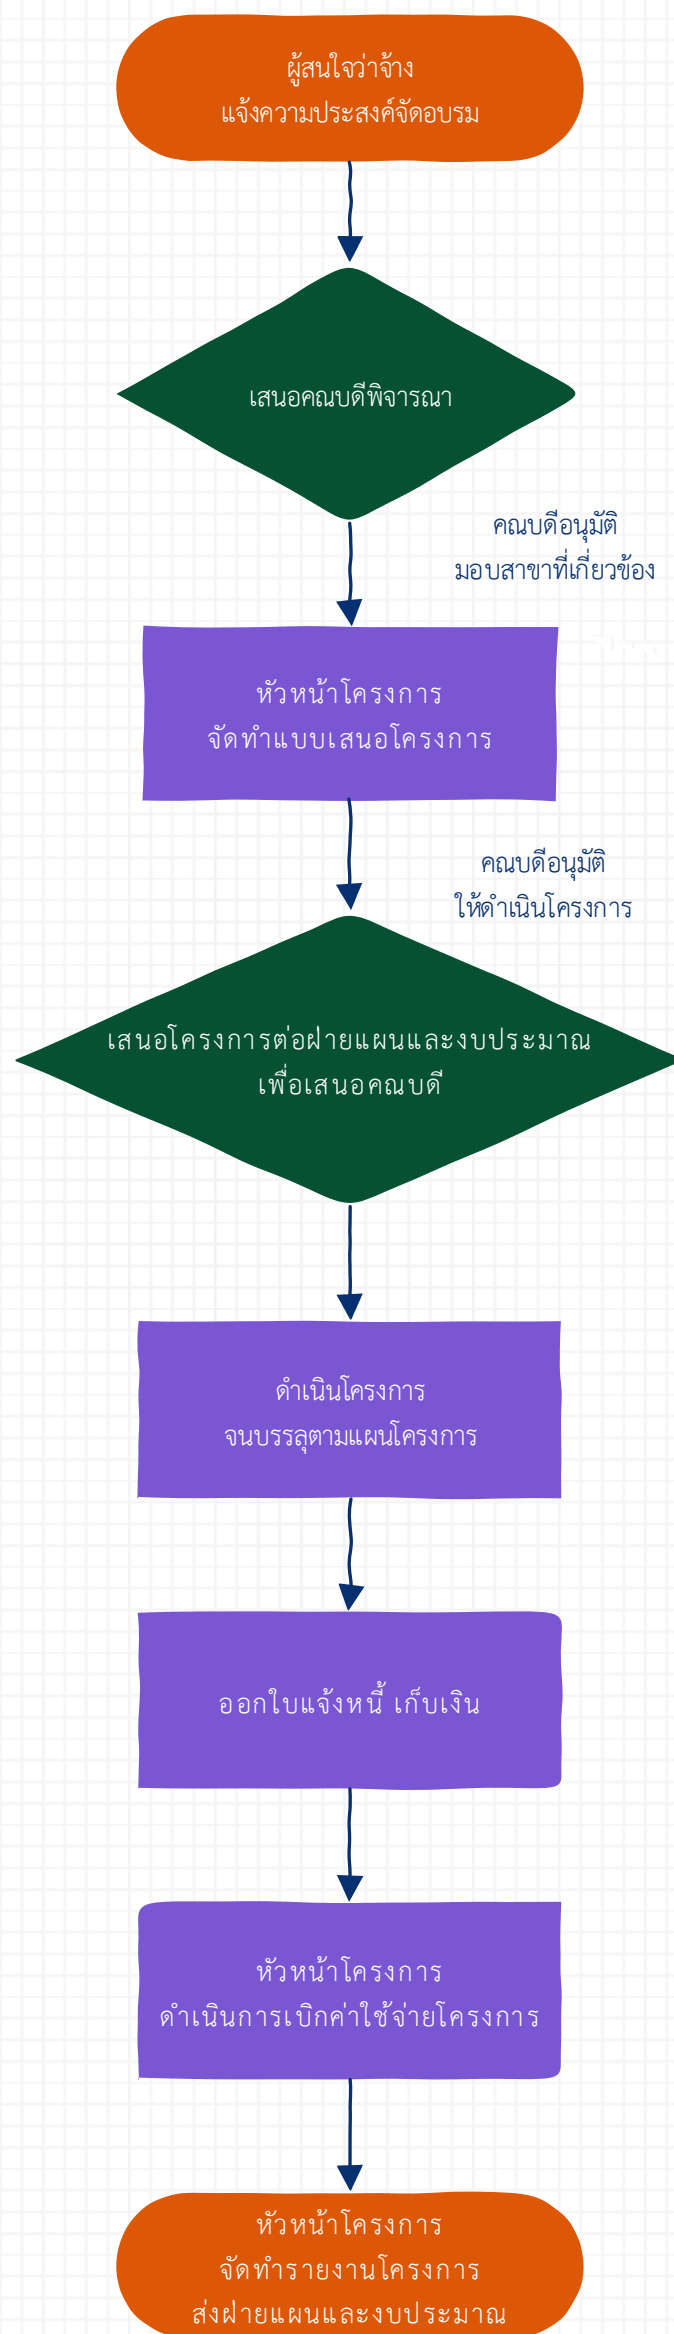 ผู้สนใจว่าจ้าง
แจ้งความประสงค์จัดอบรม
เสนอคณบดีพิจารณา
คณบดีอนุมัติ
มอบสาขาที่เกี่ยวข้อง
หัวหน้าโครงการ
จัดทำแบบเสนอโครงการ
คณบดีอนุมัติ
ให้ดำเนินโครงการ
เสนอโครงการต่อฝ่ายแผนและงบประมาณ
เพื่อเสนอคณบดี
ดำเนินโครงการ
จนบรรลุตามแผนโครงการ
ออกใบแจ้งหนี้ เก็บเงิน
หัวหน้าโครงการ
ดำเนินการเบิกค่าใช้จ่ายโครงการ
หัวหน้าโครงการ
จัดทำรายงานโครงการ
ส่งฝ่ายแผนและงบประมาณ